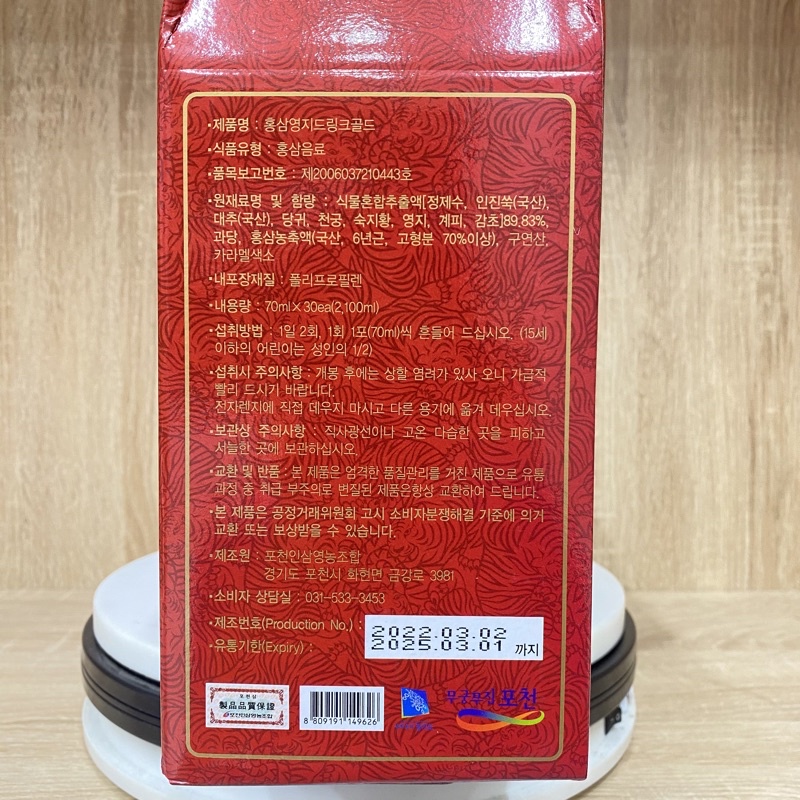 •제품명 : 홍삼영지드링크골드
•식품유형 : 홍삼음료
•품목보고번호 : 제2006037210443호
•원재료명 및 함량 : 식물혼합추출액[정제수, 인진쑥(국산),
대추(국산), 당귀, 천궁, 숙지황, 영지, 계피, 감초]89.83%,
과당, 홍삼농축액(국산, 6년근, 고형분 70%이상), 구연산,
카라멜색소
•내포장재질 : 폴리프로필렌
•내용량 : 70ml×30ea(2,100ml)
•섭취방법 : 1일 2회, 1회 1포(70ml)씩 흔들어 드십시오. (15세
이하의 어린이는 성인의 1/2)
•섭취시 주의사항 : 개봉 후에는 상할 염려가 있사 오니 가급적
빨리 드시기 바랍니다.
전자렌지에 직접 데우지 마시고 다른 용기에 옮겨 데우십시오.
•보관상 주의사항 : 직사광선이나 고온 다습한 곳을 피하고
서늘한 곳에 보관하십시오.
•교환 및 반품 : 본 제품은 엄격한 품질관리를 거친 제품으로 유통
과정 중 취급 부주의로 변질된 제품은항상 교환하여 드립니다.
•본 제품은 공정거래위원회 고시 소비자분쟁해결 기준에 의거
교환 또는 보상받을 수 있습니다.
•제조원 : 포천인삼영농조합
경기도 포천시 화현면 금강로 3981
•소비자 상담실 : 031-533-3453
•제조번호(Production No.) : 2022.03.02
•유통기한(Expiry) : 2025.03.01 까지
포천삼
製品品質保證
포천인삼영농조합
8 809191 149626
무궁무진 포천